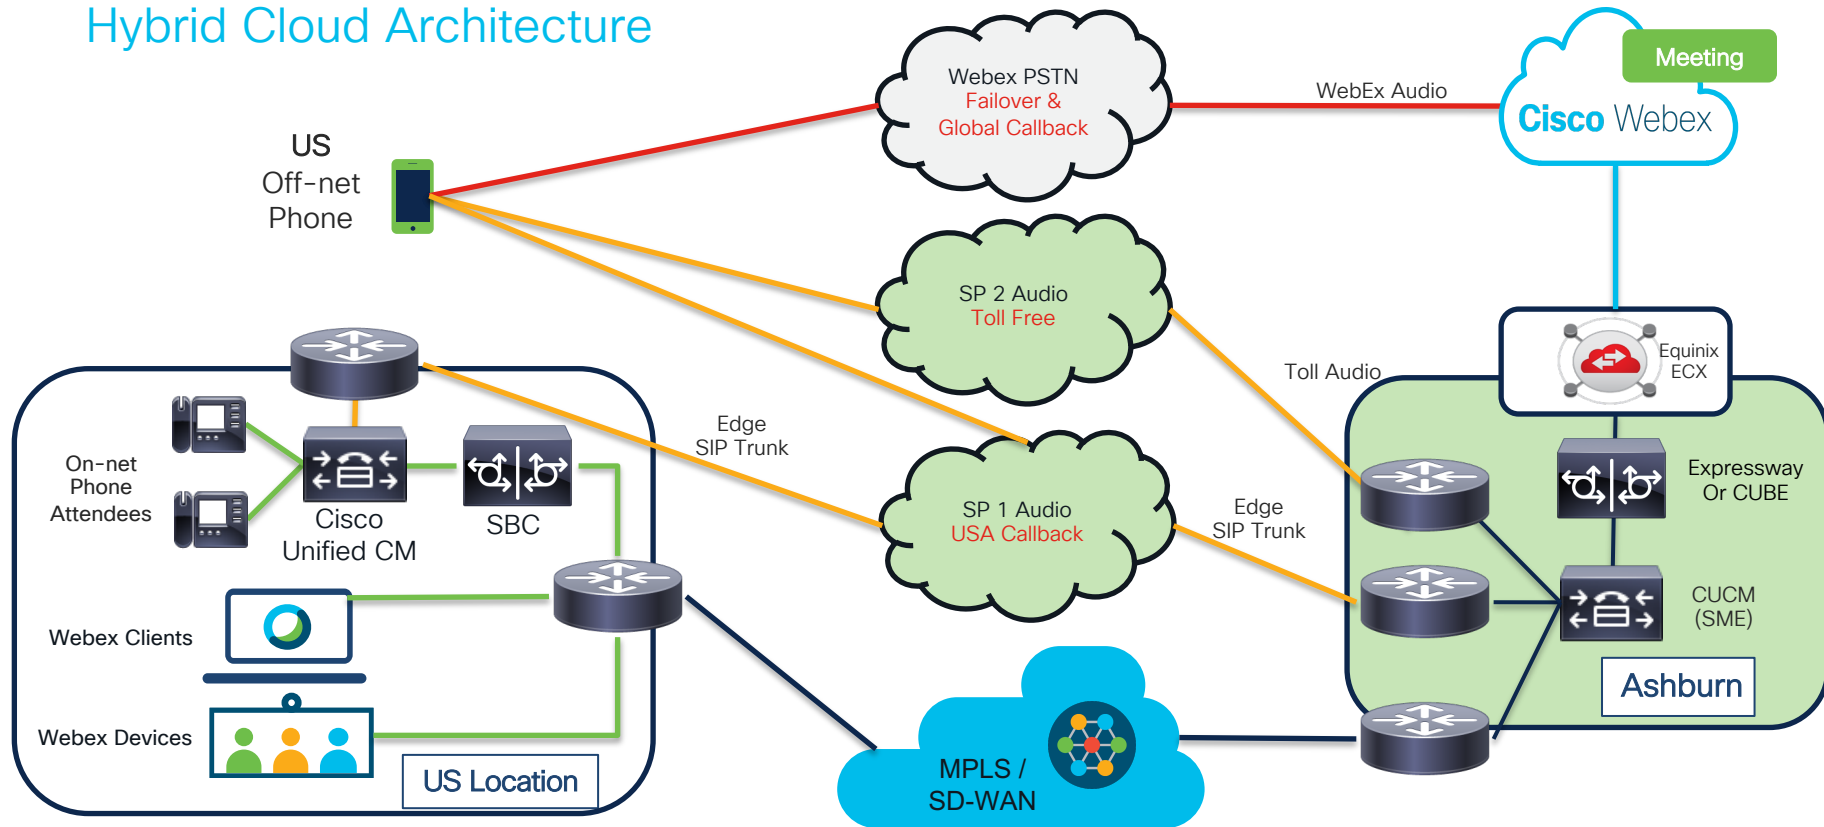 Hybrid Cloud Architecture
Webex PSTN
Failover &
Global Callback
WebEx Audio
Meeting
Cisco Webex
US
Off-net
Phone
SP 2 Audio
Toll Free
Toll Audio
Equinix
ECX
Edge
SIP Trunk
On-net
Phone
Attendees
Cisco
Unified CM
SBC
SP 1 Audio
USA Callback
Edge
SIP Trunk
Expressway
Or CUBE
CUCM
(SME)
Webex Clients
Webex Devices
US Location
MPLS /
SD-WAN
Ashburn